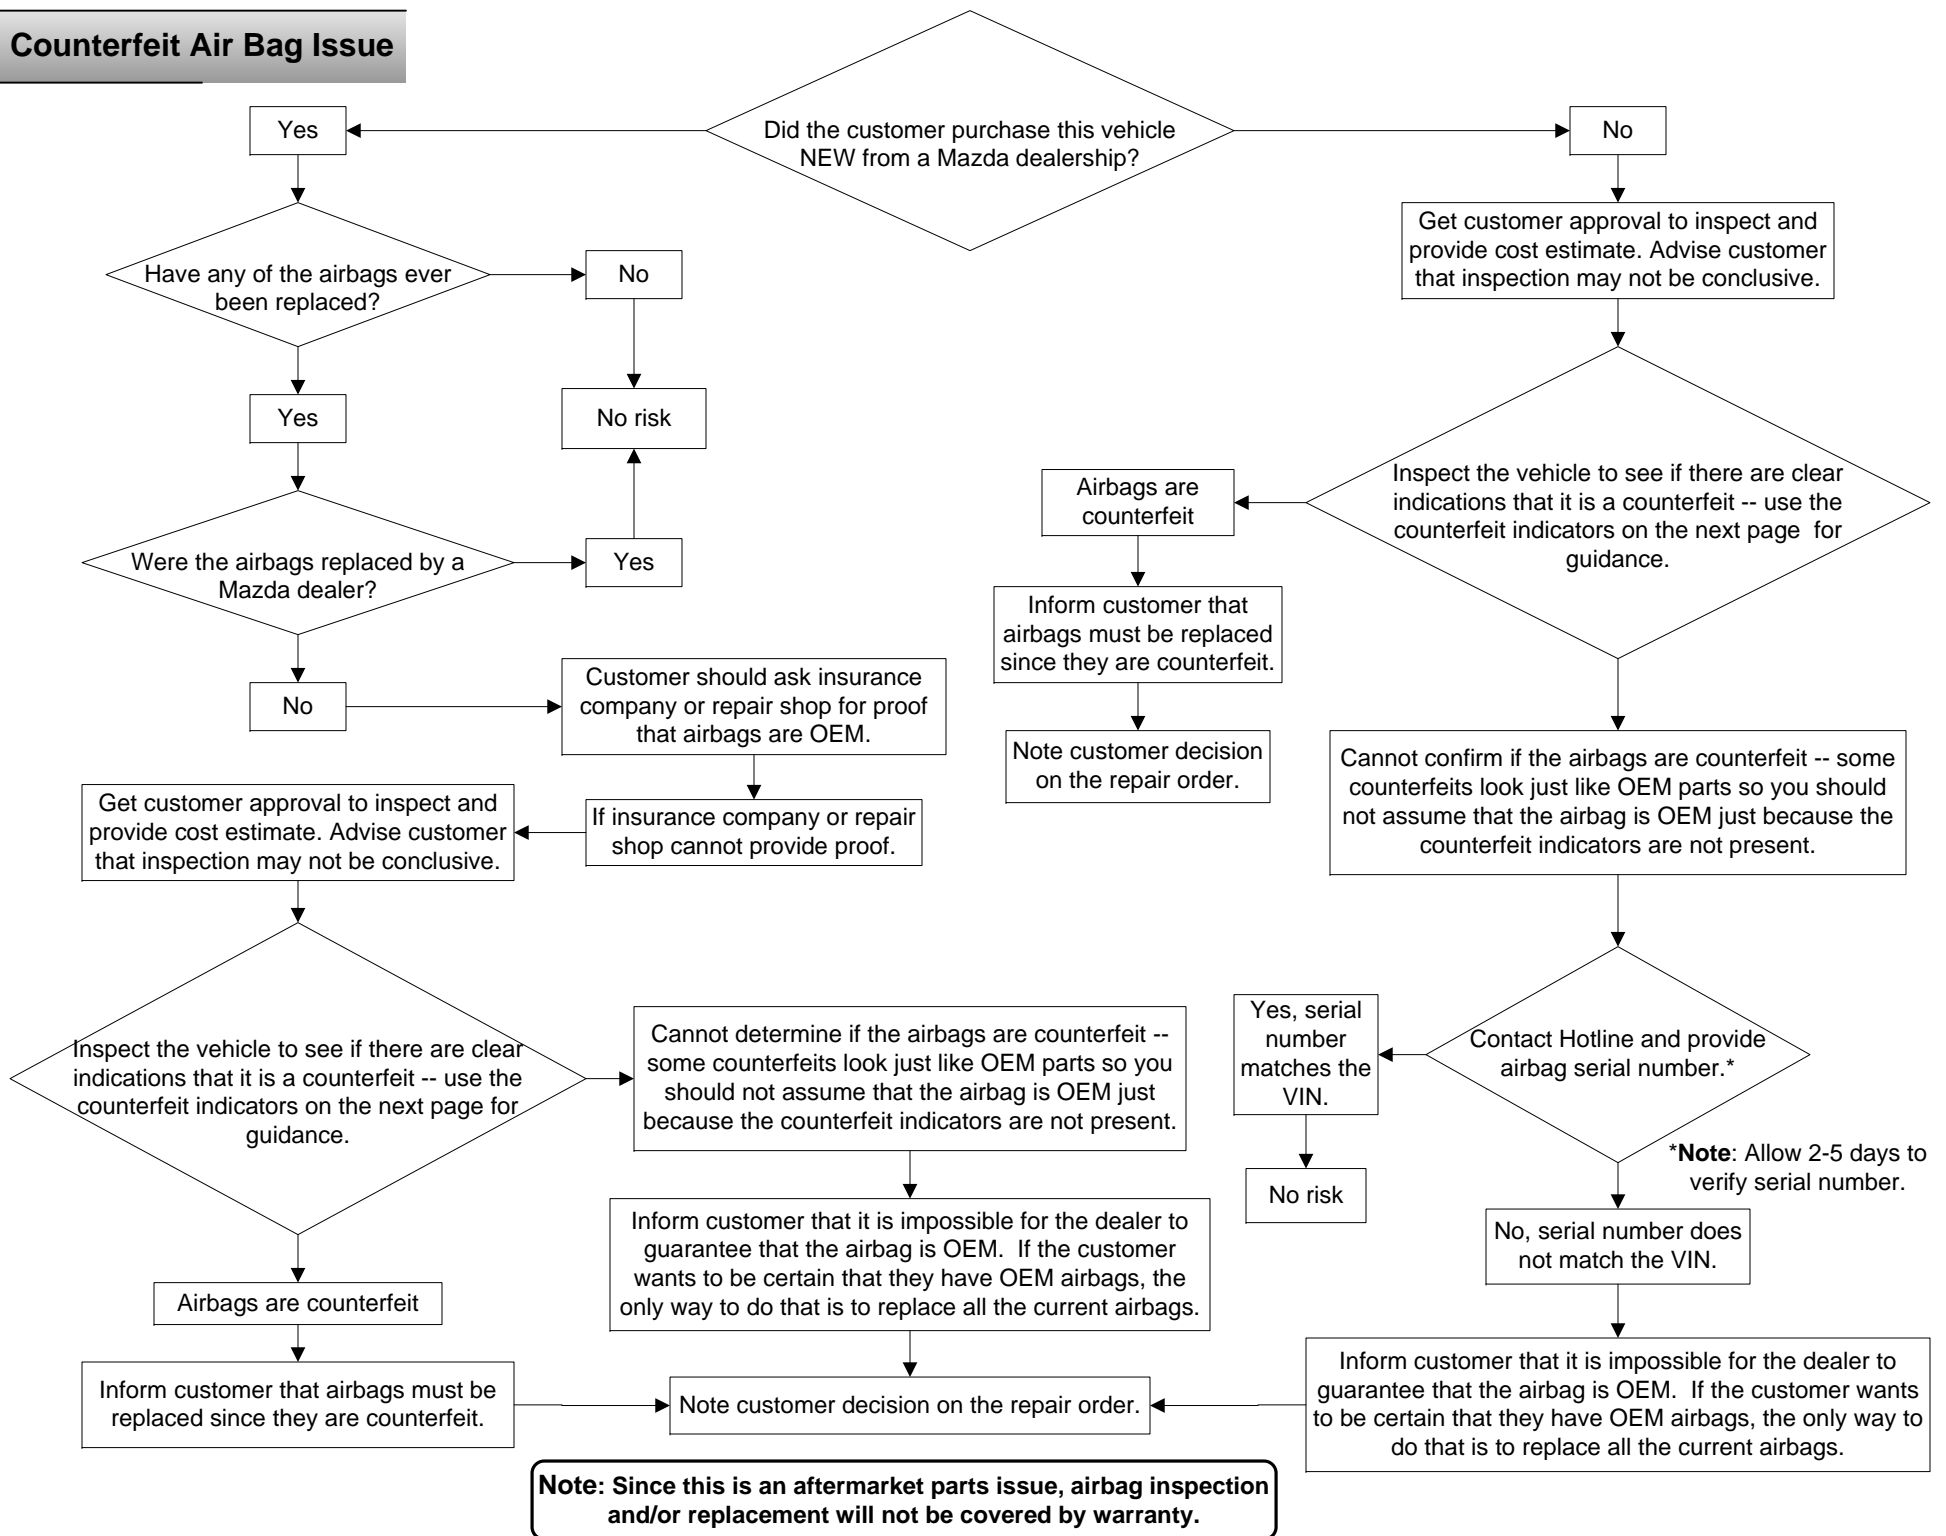 Counterfeit Air Bag Issue
Did the customer purchase this vehicle
NEW from a Mazda dealership?
Yes
No
Have any of the airbags ever
been replaced?
No
Yes
No risk
Were the airbags replaced by a
Mazda dealer?
Yes
No
Customer should ask insurance
company or repair shop for proof
that airbags are OEM.
If insurance company or repair
shop cannot provide proof.
Get customer approval to inspect and
provide cost estimate. Advise customer
that inspection may not be conclusive.
Inspect the vehicle to see if there are clear
indications that it is a counterfeit -- use the
counterfeit indicators on the next page for
guidance.
Airbags are counterfeit
Inform customer that airbags must be
replaced since they are counterfeit.
Cannot determine if the airbags are counterfeit --
some counterfeits look just like OEM parts so you
should not assume that the airbag is OEM just
because the counterfeit indicators are not present.
Inform customer that it is impossible for the dealer to
guarantee that the airbag is OEM.  If the customer
wants to be certain that they have OEM airbags, the
only way to do that is to replace all the current airbags.
Note customer decision on the repair order.
Get customer approval to inspect and
provide cost estimate. Advise customer
that inspection may not be conclusive.
Inspect the vehicle to see if there are clear
indications that it is a counterfeit -- use the
counterfeit indicators on the next page  for
guidance.
Airbags are
counterfeit
Inform customer that
airbags must be replaced
since they are counterfeit.
Note customer decision
on the repair order.
Cannot confirm if the airbags are counterfeit -- some
counterfeits look just like OEM parts so you should
not assume that the airbag is OEM just because the
counterfeit indicators are not present.
Contact Hotline and provide
airbag serial number.*
Yes, serial
number
matches the
VIN.
No risk
*Note: Allow 2-5 days to
verify serial number.
No, serial number does
not match the VIN.
Inform customer that it is impossible for the dealer to
guarantee that the airbag is OEM.  If the customer wants
to be certain that they have OEM airbags, the only way to
do that is to replace all the current airbags.
Note: Since this is an aftermarket parts issue, airbag inspection
and/or replacement will not be covered by warranty.